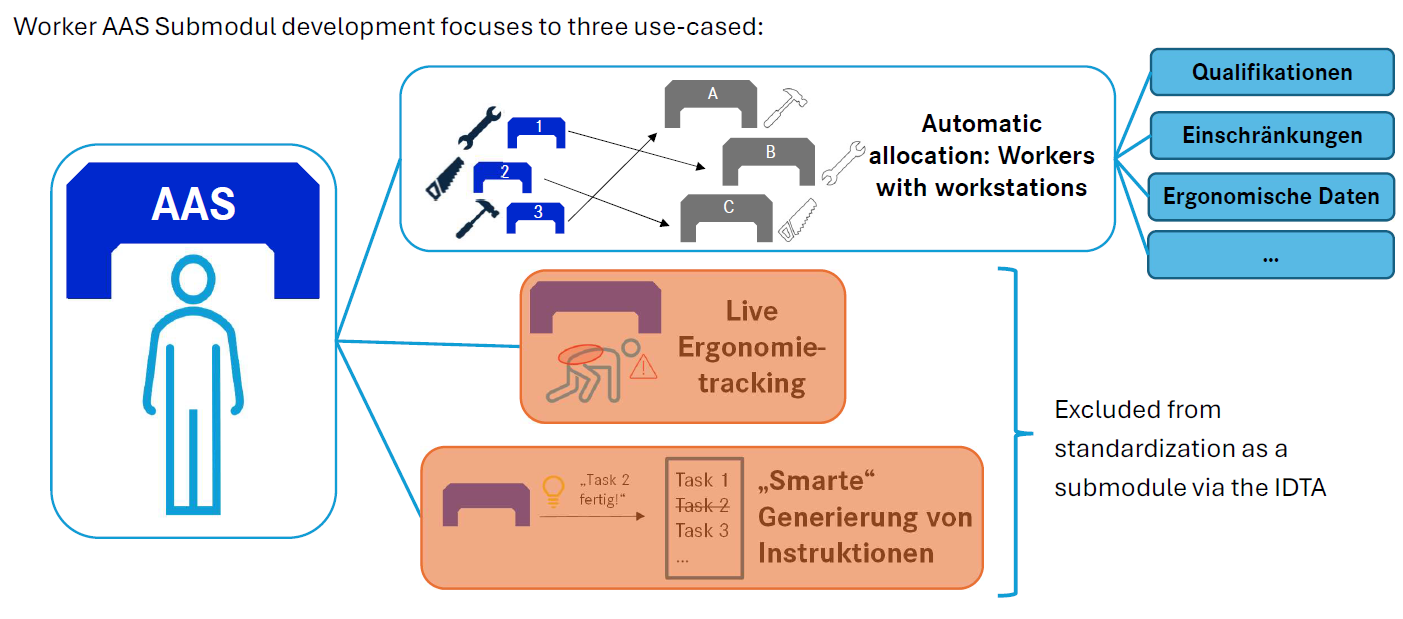 Worker AAS Submodul development focuses to three use-cased:
AAS
1
2
3
A
B
C
Automatic
allocation: Workers
with workstations
Qualifikationen
Einschränkungen
Ergonomische Daten
...
Live
Ergonomie-
tracking
„Task 2
fertig!“
Task 1
Task 2
Task 3
...
„Smarte“
Generierung von
Instruktionen
Excluded from
standardization as a
submodule via the IDTA